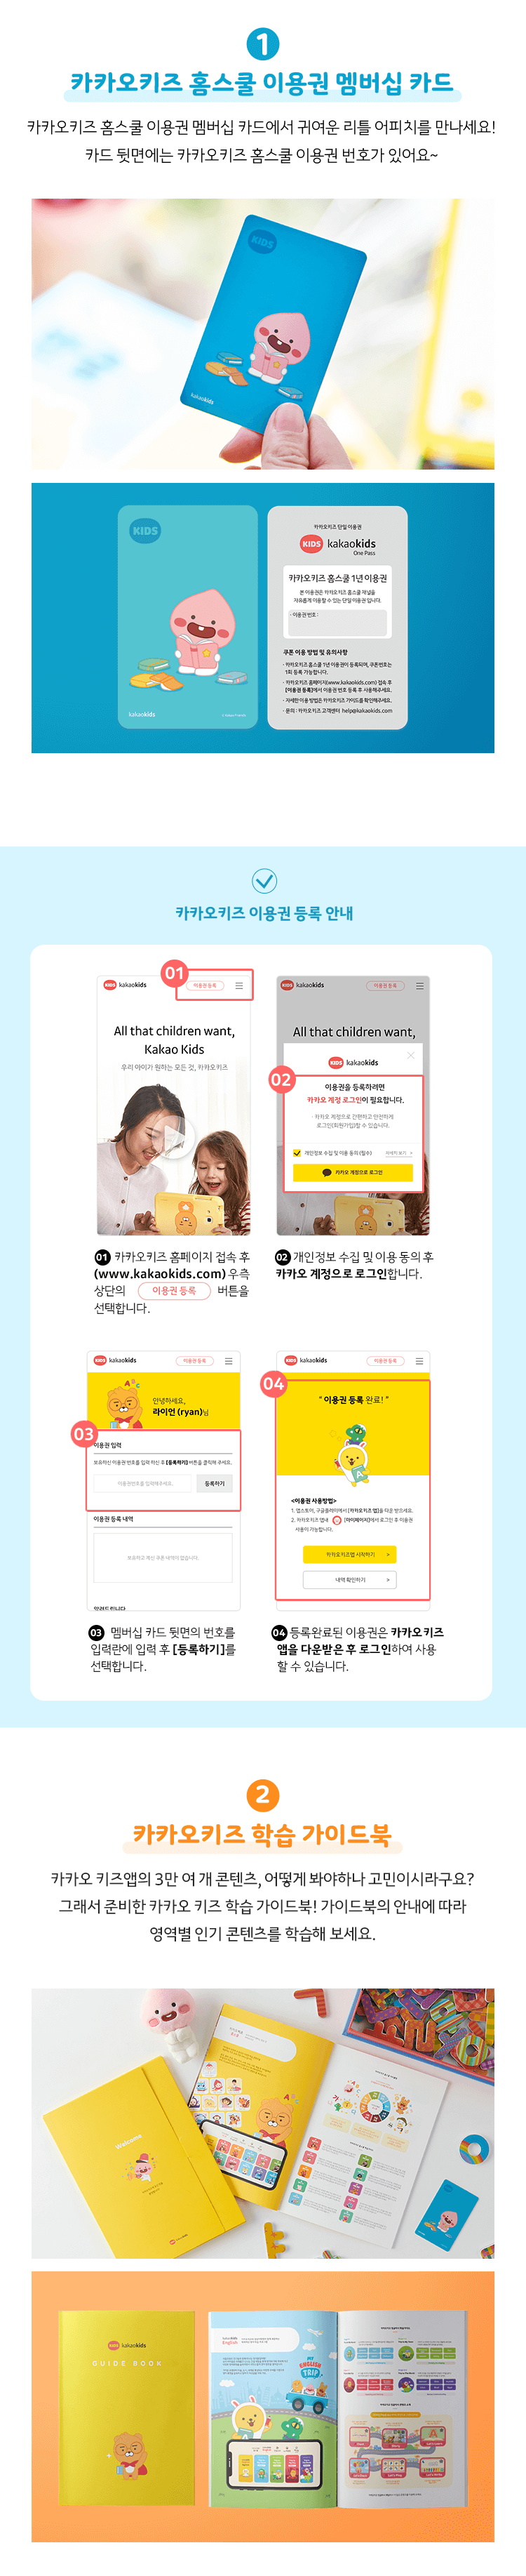 1
카카오키즈 홈스쿨 이용권 멤버십 카드
카카오키즈 홈스쿨 이용권 멤버십 카드에서 귀여운 리틀 어피치를 만나세요!
카드 뒷면에는 카카오키즈 홈스쿨 이용권 번호가 있어요~
KIDS
kakaokids
KIDS
kakaokids
카카오키즈 단일 이용권
KIDS kakaokids
One Pass
카카오키즈 홈스쿨 1년 이용권
본 이용권은 카카오키즈 홈스쿨 채널을
자유롭게 이용할 수 있는 단일 이용권 입니다.
· 이용권 번호 :
쿠폰 이용 방법 및 유의사항
· 카카오키즈 홈스쿨 1년 이용권이 등록되며, 쿠폰번호는
1회 등록 가능합니다.
· 카카오키즈 홈페이지(www.kakaokids.com) 접속 후
[이용권 등록]에서 이용권 번호 등록 후 사용해주세요.
· 자세한 이용 방법은 카카오키즈 가이드를 확인해주세요.
· 문의 : 카카오키즈 고객센터 help@kakaokids.com
카카오키즈 이용권 등록 안내
01
KIDS kakaokids 이용권 등록
All that children want,
Kakao Kids
우리 아이가 원하는 모든 것, 카카오키즈
01 카카오키즈 홈페이지 접속 후
(www.kakaokids.com) 우측
상단의 이용권 등록 버튼을
선택합니다.
KIDS kakaokids 이용권 등록
All that children want,
KIDS kakaokids
02
이용권을 등록하려면
카카오 계정 로그인이 필요합니다.
· 카카오 계정으로 간편하고 안전하게
로그인(회원가입)할 수 있습니다.
개인정보 수집 및 이용 동의 (필수) 자세히 보기
카카오 계정으로 로그인
02 개인정보 수집 및 이용 동의 후
카카오 계정으로 로그인합니다.
KIDS kakaokids 이용권 등록
ABC
안녕하세요,
라이언 (ryan)님
03
이용권 입력
보유하신 이용권 번호를 입력 하신 후 [등록하기] 버튼을 클릭해 주세요.
이용권번호를 입력해주세요. 등록하기
이용권 등록 내역
보유하고 계신 쿠폰 내역이 없습니다.
03 멤버십 카드 뒷면의 번호를
입력란에 입력 후 [등록하기]를
선택합니다.
KIDS kakaokids 이용권 등록
04
“ 이용권 등록 완료! ”
A
<이용권 사용방법>
1. 앱스토어, 구글플레이에서 [카카오키즈 앱]을 다운 받으세요.
2. 카카오키즈 앱내 [마이페이지]에서 로그인 후 이용권
사용이 가능합니다.
카카오키즈앱 시작하기 >
내역 확인하기 >
04 등록완료된 이용권은 카카오키즈
앱을 다운받은 후 로그인하여 사용
할 수 있습니다.
2
카카오키즈 학습 가이드북
카카오 키즈앱의 3만 여 개 콘텐츠, 어떻게 봐야하나 고민이시라구요?
그래서 준비한 카카오 키즈 학습 가이드북! 가이드북의 안내에 따라
영역별 인기 콘텐츠를 학습해 보세요.
Welcome
KIDS kakaokids
GUIDE BOOK
English
MY
ENGLISH
TRIP